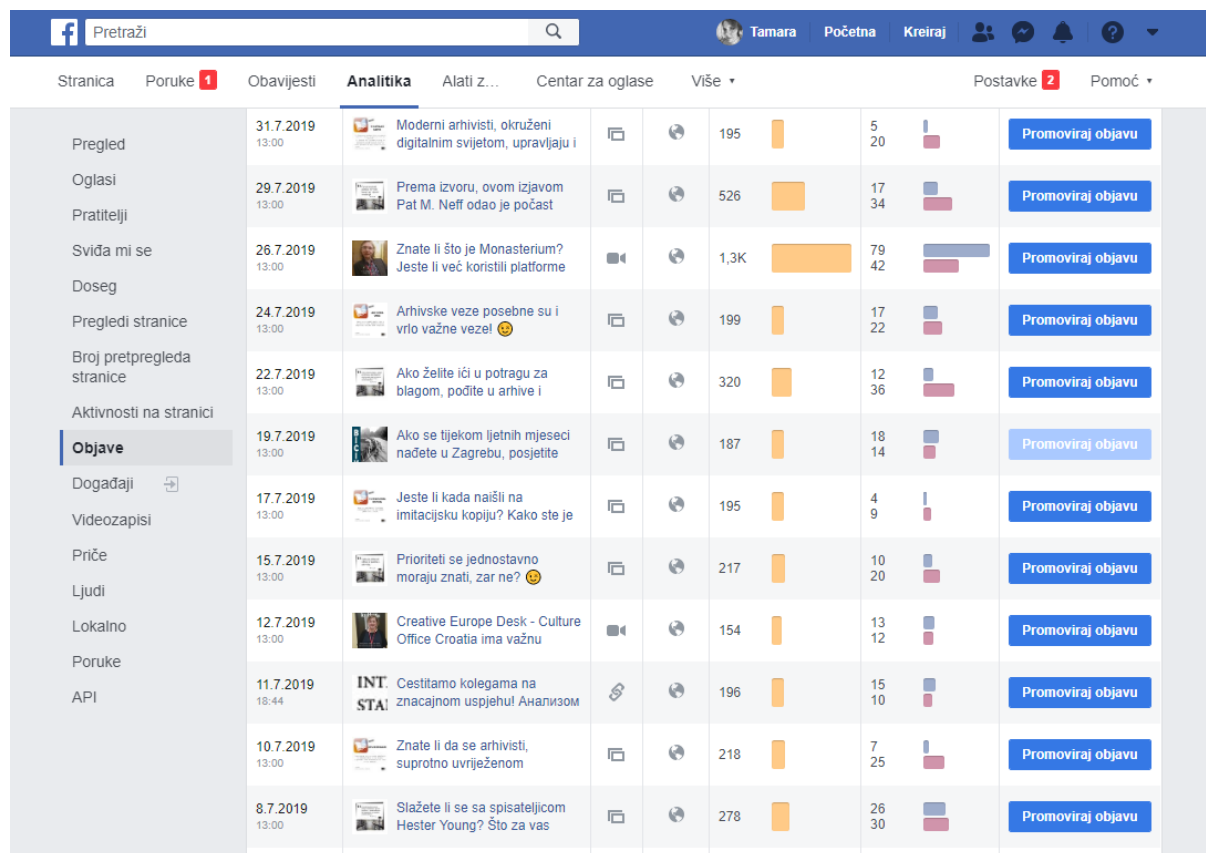 f Pretraži Tamara Početna Kreiraj
Stranica Poruke 1 Obavijesti Analitika Alati z... Centar za oglase Više Postavke 2 Pomoć
Pregled
Oglasi
Pratitelji
Sviđa mi se
Doseg
Pregledi stranice
Broj pretpregleda
stranice
Aktivnosti na stranici
Objave
Događaji
Videozapisi
Priče
Ljudi
Lokalno
Poruke
API
31.7.2019 Moderni arhivisti, okruženi 195 5 Promoviraj objavu
13:00 digitalnim svijetom, upravljaju i 20
29.7.2019 Prema izvoru, ovom izjavom 526 17 Promoviraj objavu
13:00 Pat M. Neff odao je počast 34
26.7.2019 Znate li što je Monasterium? 1,3K 79 Promoviraj objavu
13:00 Jeste li već koristili platforme 42
24.7.2019 Arhivske veze posebne su i 199 17 Promoviraj objavu
13:00 vrlo važne veze! 😉 22
22.7.2019 Ako želite ići u potragu za 320 12 Promoviraj objavu
13:00 blagom, pođite u arhive i 36
19.7.2019 Ako se tijekom ljetnih mjeseci 187 18 Promoviraj objavu
13:00 nađete u Zagrebu, posjetite 14
17.7.2019 Jeste li kada naišli na 195 4 Promoviraj objavu
13:00 imitacijsku kopiju? Kako ste je 9
15.7.2019 Prioriteti se jednostavno 217 10 Promoviraj objavu
13:00 moraju znati, zar ne? 😉 20
12.7.2019 Creative Europe Desk - Culture 154 13 Promoviraj objavu
13:00 Office Croatia ima važnu 12
11.7.2019 INT. Cestitamo kolegama na 196 15 Promoviraj objavu
18:44 STA znacajnom uspjehu! Анализом 10
10.7.2019 Znate li da se arhivisti, 218 7 Promoviraj objavu
13:00 suprotno uvriježenom 25
8.7.2019 Slažete li se sa spisateljicom 278 26 Promoviraj objavu
13:00 Hester Young? Što za vas 30